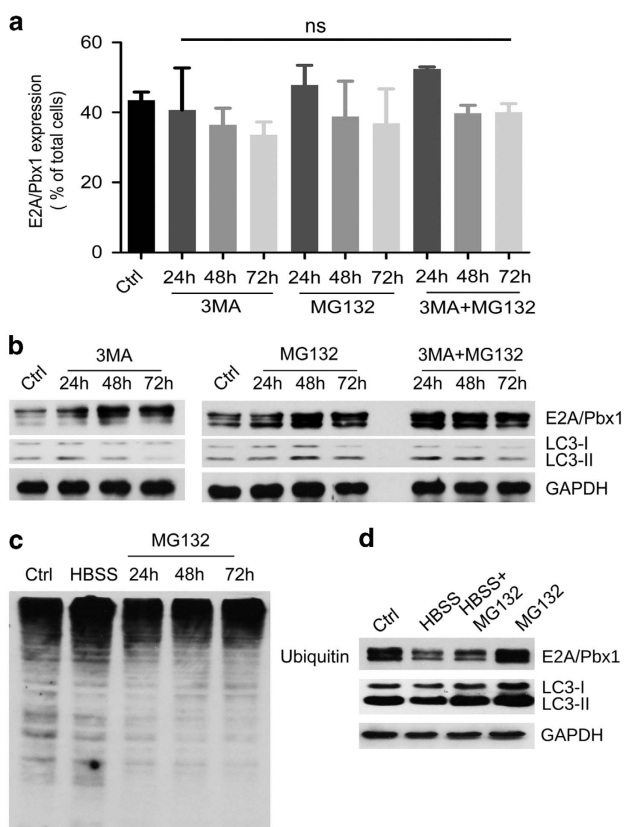 a
ns
E2A/Pbx1 expression
( % of total cells)
60
40
20
0
Ctrl
24h 48h 72h
24h 48h 72h
24h 48h 72h
3MA
MG132
3MA+MG132
b
3MA
MG132
3MA+MG132
Ctrl 24h 48h 72h
Ctrl 24h 48h 72h
24h 48h 72h
E2A/Pbx1
LC3-I
LC3-II
GAPDH
c
MG132
Ctrl HBSS 24h 48h 72h
Ubiquitin
d
Ctrl
HBSS
HBSS+
MG132
MG132
E2A/Pbx1
LC3-I
LC3-II
GAPDH